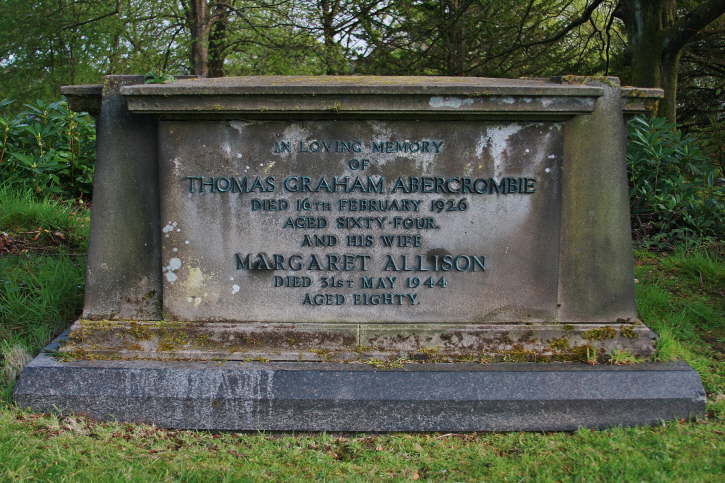 IN LOVING MEMORY
OF
THOMAS GRAHAM ABERCROMBIE
DIED 16TH FEBRUARY 1926
AGED SIXTY-FOUR.
AND HIS WIFE
MARGARET ALLISON
DIED 31ST MAY 1944
AGED EIGHTY.